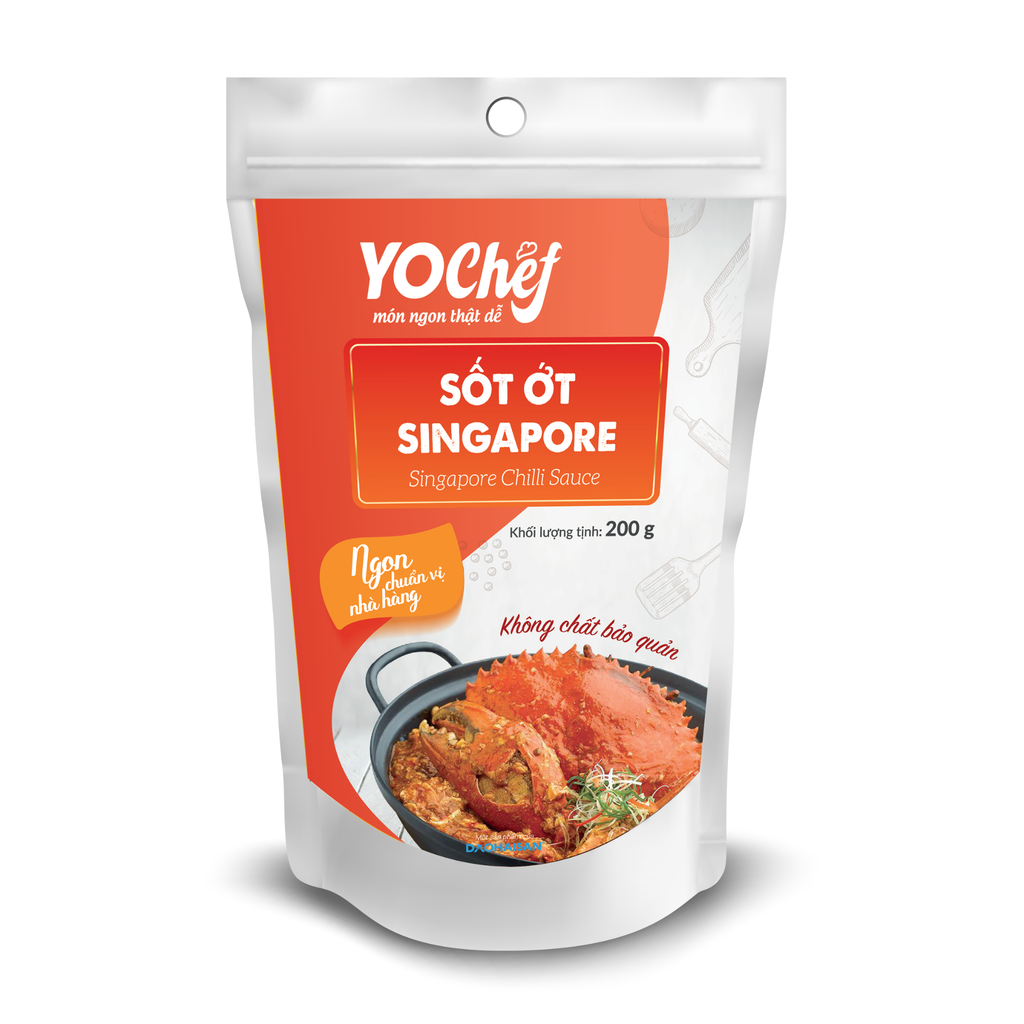 YOChef
món ngon thật dễ
SỐT ỚT
SINGAPORE
Singapore Chilli Sauce
Khối lượng tịnh: 200 g
Ngon
chuẩn vị
nhà hàng
Không chất bảo quản
DAOHAISAN